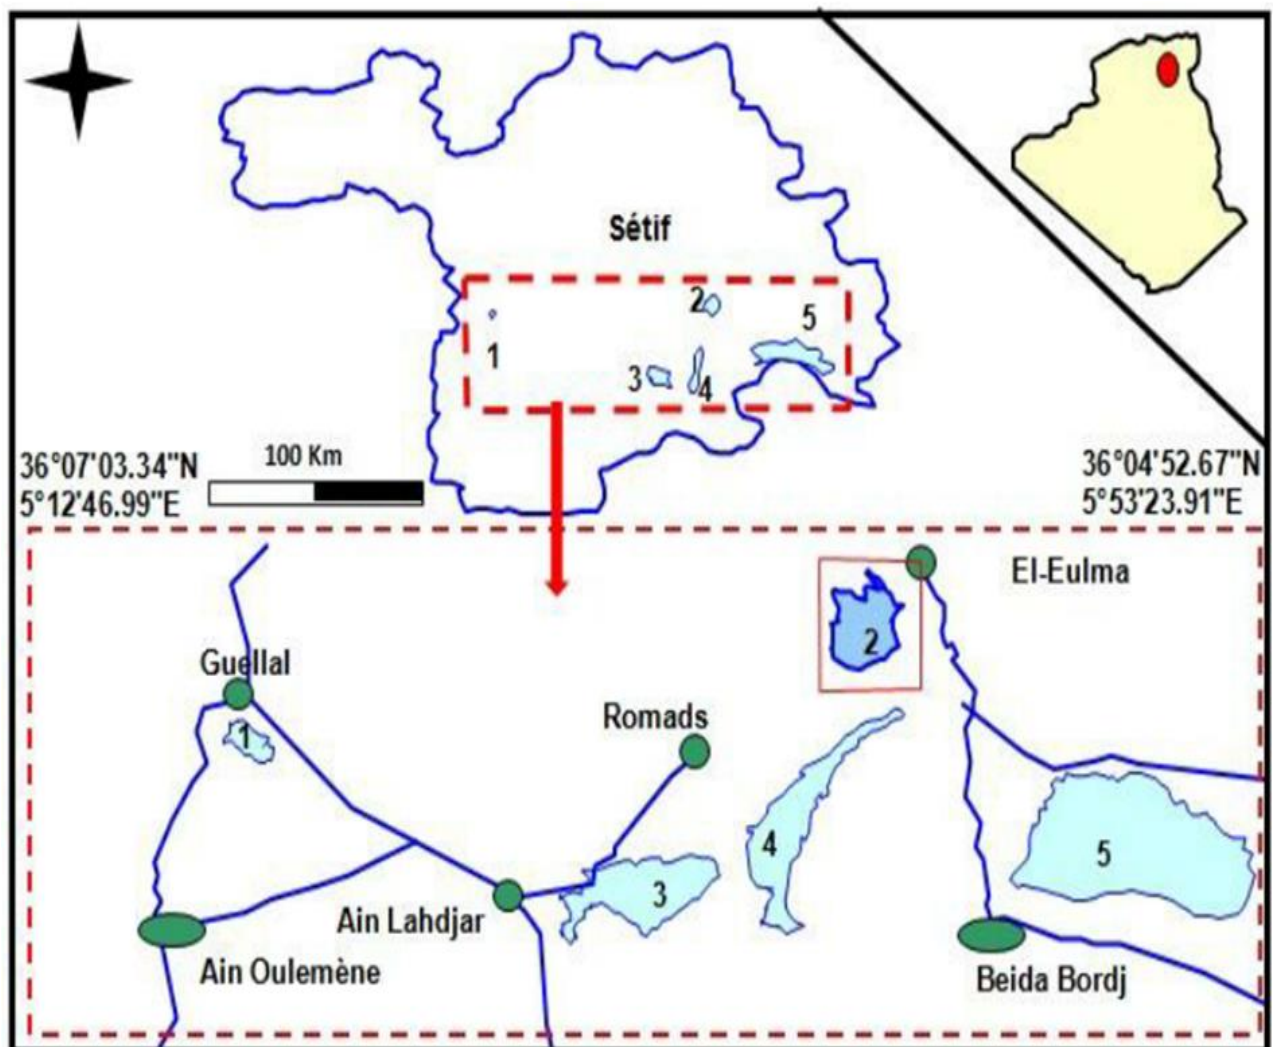 Sétif
2
5
1
3
4
36°07'03.34"N
5°12'46.99"E
100 Km
36°04'52.67"N
5°53'23.91"E
El-Eulma
2
Guellal
1
Romads
4
5
3
Ain Lahdjar
Ain Oulemène
Beida Bordj